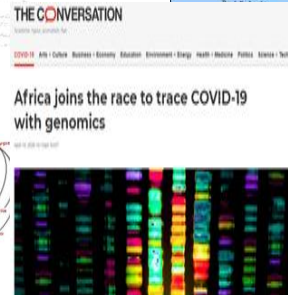 THE CONVERSATION
COVID-19 Arts + Culture Business + Economy Education Environment + Energy Health + Medicine Politics Science + Tech
Africa joins the race to trace COVID-19
with genomics